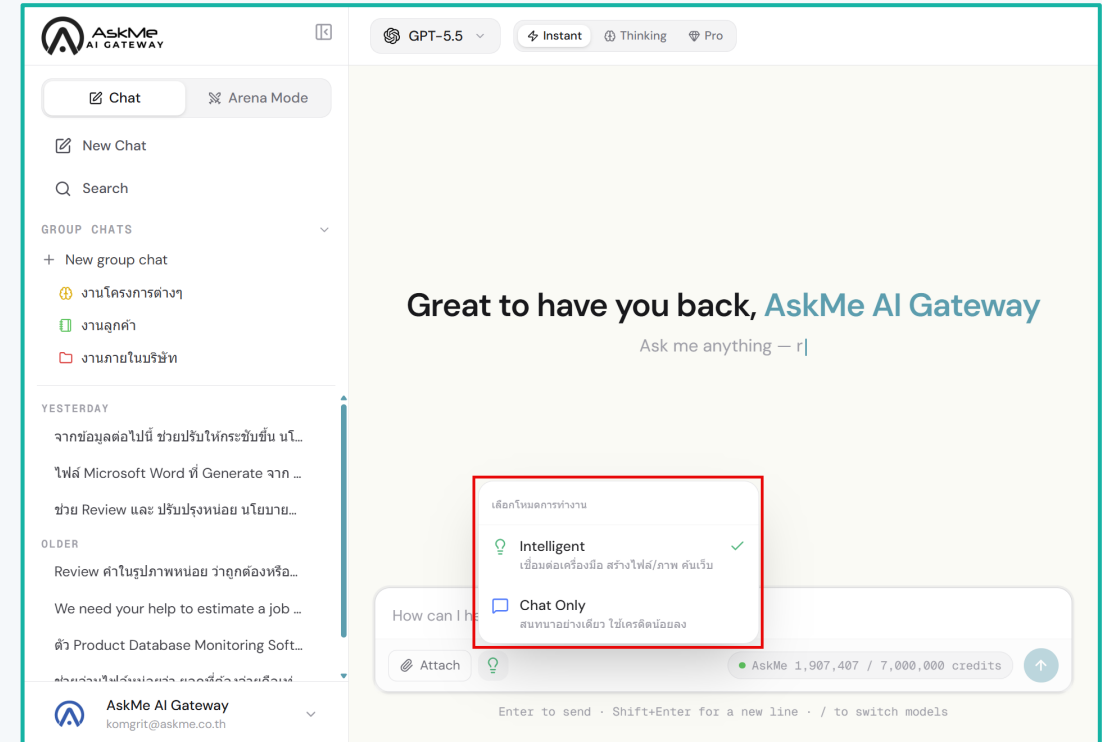 AskMe
AI GATEWAY
GPT-5.5
Instant
Thinking
Pro
Chat
Arena Mode
New Chat
Search
GROUP CHATS
New group chat
งานโครงการต่างๆ
งานลูกค้า
งานภายในบริษัท
YESTERDAY
จากข้อมูลต่อไปนี้ ช่วยปรับให้กระชับขึ้น นโ...
ไฟล์ Microsoft Word ที่ Generate จาก ...
ช่วย Review และ ปรับปรุงหน่อย นโยบาย...
OLDER
Review คำในรูปภาพหน่อย ว่าถูกต้องหรือ...
We need your help to estimate a job ...
ตัว Product Database Monitoring Soft...
AskMe AI Gateway
komgrit@askme.co.th
Great to have you back, AskMe AI Gateway
Ask me anything — r
เลือกโหมดการทำงาน
Intelligent
เชื่อมต่อเครื่องมือ สร้างไฟล์/ภาพ ค้นเว็บ
Chat Only
สนทนาอย่างเดียว ใช้เครดิตน้อยลง
How can I he
Attach
AskMe 1,907,407 / 7,000,000 credits
Enter to send · Shift+Enter for a new line · / to switch models